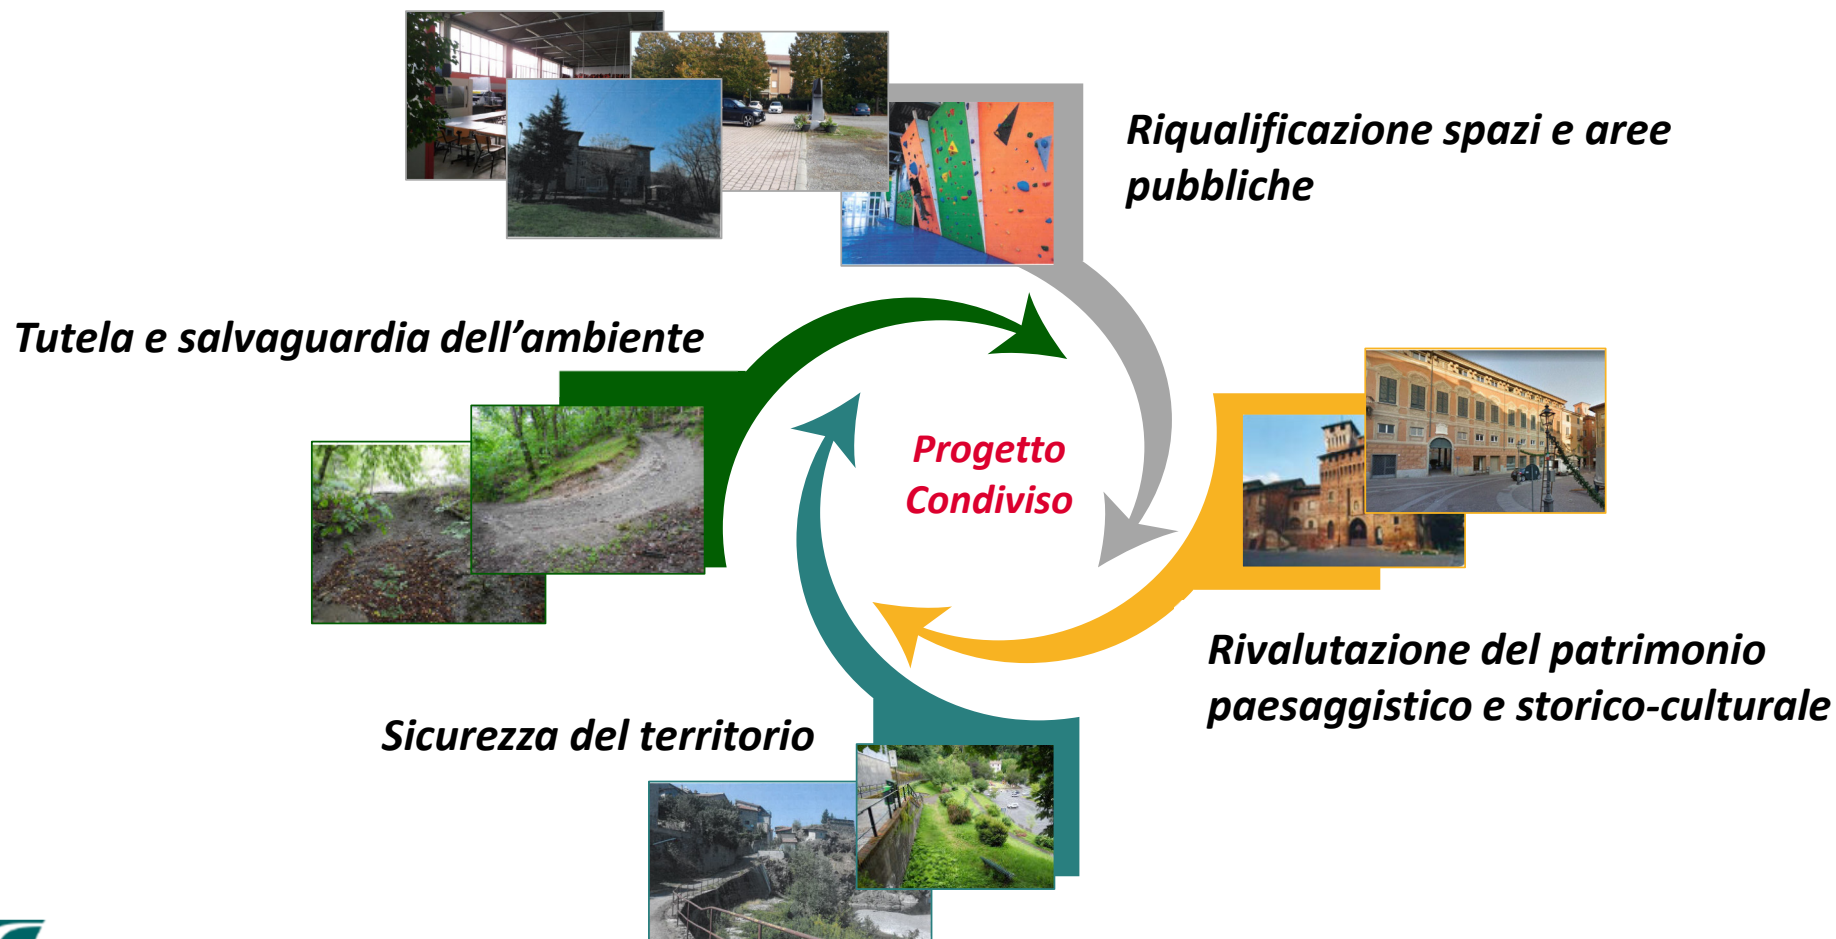 Riqualificazione spazi e aree
pubbliche
Tutela e salvaguardia dell’ambiente
Progetto
Condiviso
Rivalutazione del patrimonio
paesaggistico e storico-culturale
Sicurezza del territorio